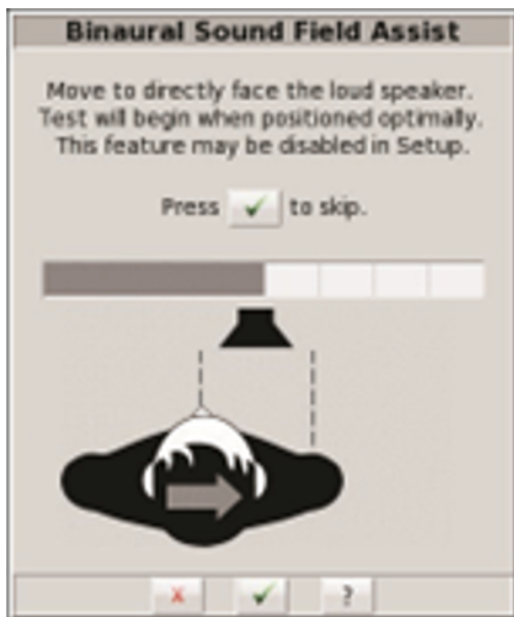 Binaural Sound Field Assist
Move to directly face the loud speaker.
Test will begin when positioned optimally.
This feature may be disabled in Setup.
Press ✓ to skip.
X ✓ ?